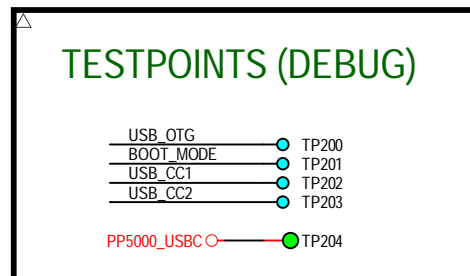 TESTPOINTS (DEBUG)
USB_OTG TP200
BOOT_MODE TP201
USB_CC1 TP202
USB_CC2 TP203
PP5000_USBC TP204